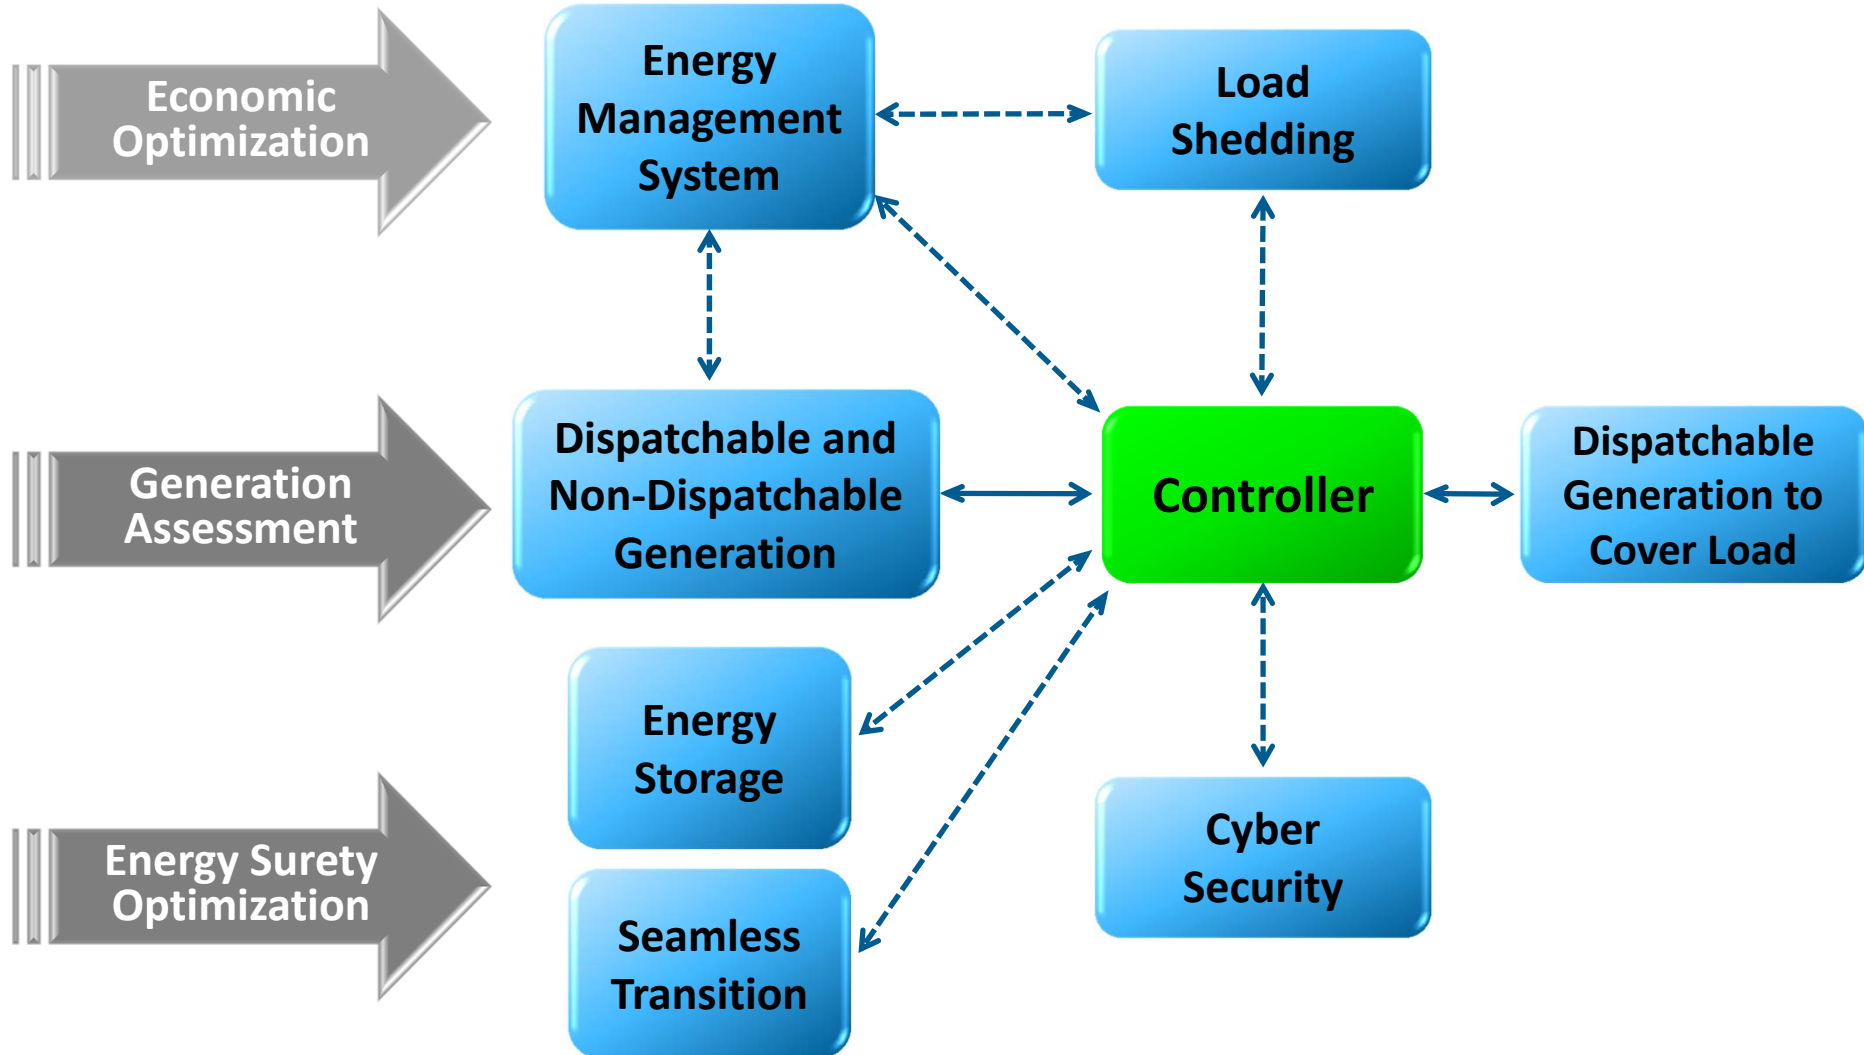 Economic
Optimization
Energy
Management
System
Load
Shedding
Generation
Assessment
Dispatchable and
Non-Dispatchable
Generation
Controller
Dispatchable
Generation to
Cover Load
Energy Surety
Optimization
Energy
Storage
Seamless
Transition
Cyber
Security